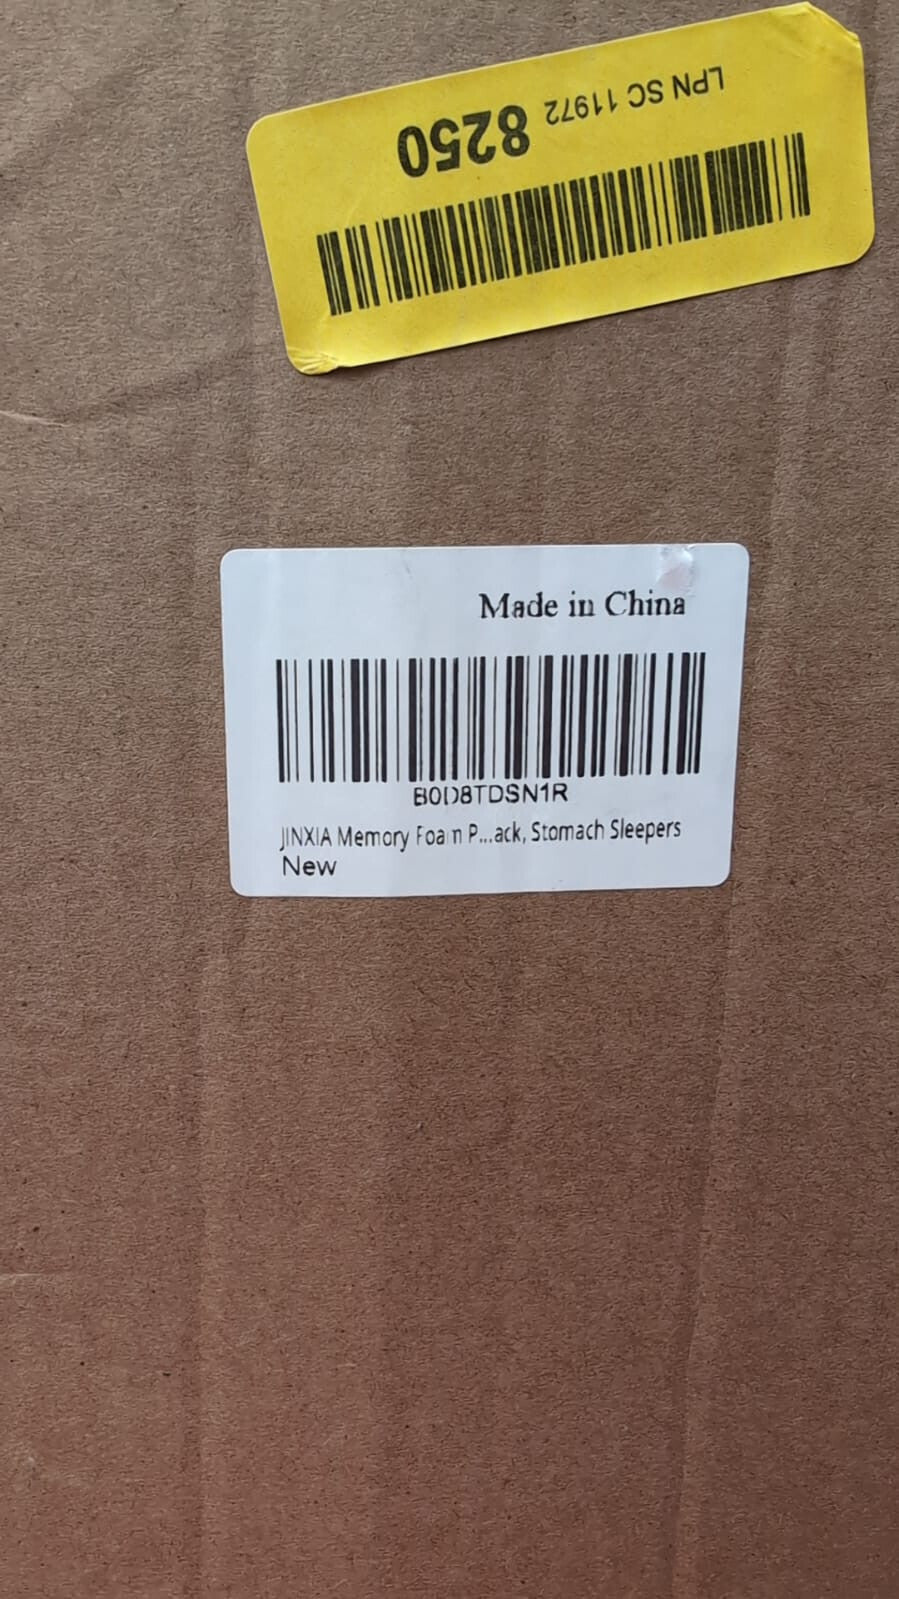 LPN SC 11972 8250
Made in China
B0D8TDSN1R
JINXIA Memory Foam P...ack, Stomach Sleepers
New